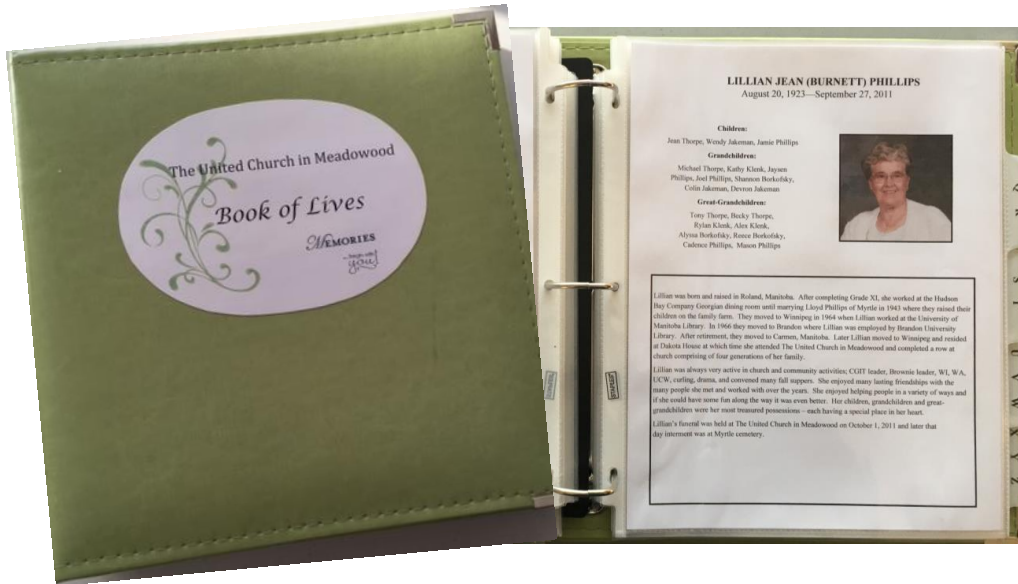 The United Church in Meadowood
Book of Lives
MEMORIES
you!
LILLIAN JEAN (BURNETT) PHILLIPS
August 20, 1923—September 27, 2011
Children:
Jean Thorpe, Wendy Jakeman, Jamie Phillips
Grandchildren:
Michael Thorpe, Kathy Klenk, Jaysen
Phillips, Joel Phillips, Shannon Borkofsky,
Colin Jakeman, Devron Jakeman
Great-Grandchildren:
Tony Thorpe, Becky Thorpe,
Rylan Klenk, Alex Klenk,
Alyssa Borkofsky, Reece Borkofsky,
Cadence Phillips, Mason Phillips
Lillian was born and raised in Roland, Manitoba. After completing Grade XI, she worked at the Hudson
Bay Company Georgian dining room until marrying Lloyd Phillips of Myrtle in 1943 where they raised their
children on the family farm. They moved to Winnipeg in 1964 when Lillian worked at the University of
Manitoba Library. In 1966 they moved to Brandon where Lillian was employed by Brandon University
Library. After retirement, they moved to Carmen, Manitoba. Later Lillian moved to Winnipeg and resided
at Dakota House at which time she attended The United Church in Meadowood and completed a row at
church comprising of four generations of her family.
Lillian was always very active in church and community activities; CGIT leader, Brownie leader, WI, WA,
UCW, curling, drama, and convened many fall suppers. She enjoyed many lasting friendships with the
many people she met and worked with over the years. She enjoyed helping people in a variety of ways and
if she could have some fun along the way it was even better. Her children, grandchildren and great-
grandchildren were her most treasured possessions – each having a special place in her heart.
Lillian's funeral was held at The United Church in Meadowood on October 1, 2011 and later that
day interment was at Myrtle cemetery.